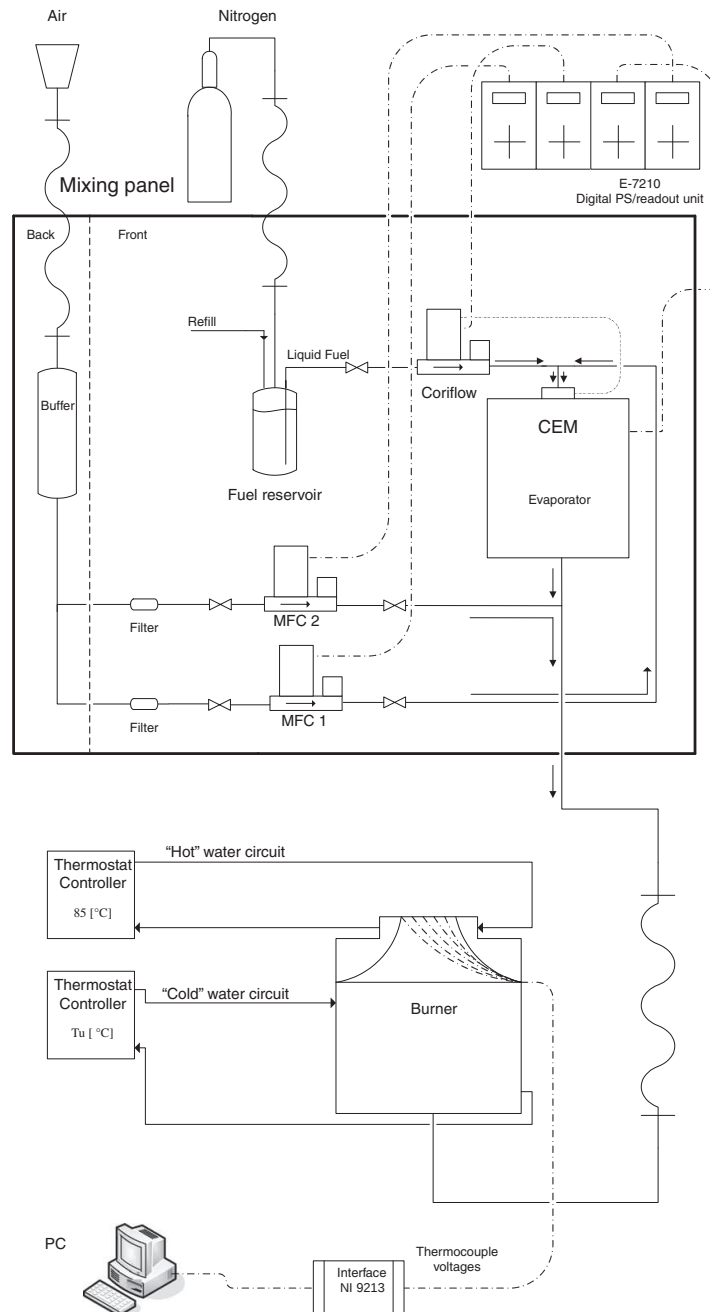 Air
Nitrogen
E-7210
Digital PS/readout unit
Mixing panel
Back
Front
Refill
Liquid Fuel
Coriflow
Buffer
CEM
Evaporator
Fuel reservoir
MFC 2
Filter
MFC 1
Filter
"Hot" water circuit
Thermostat
Controller
85 [°C]
Thermostat
Controller
Tu [ °C]
"Cold" water circuit
Burner
PC
Thermocouple
voltages
Interface
NI 9213